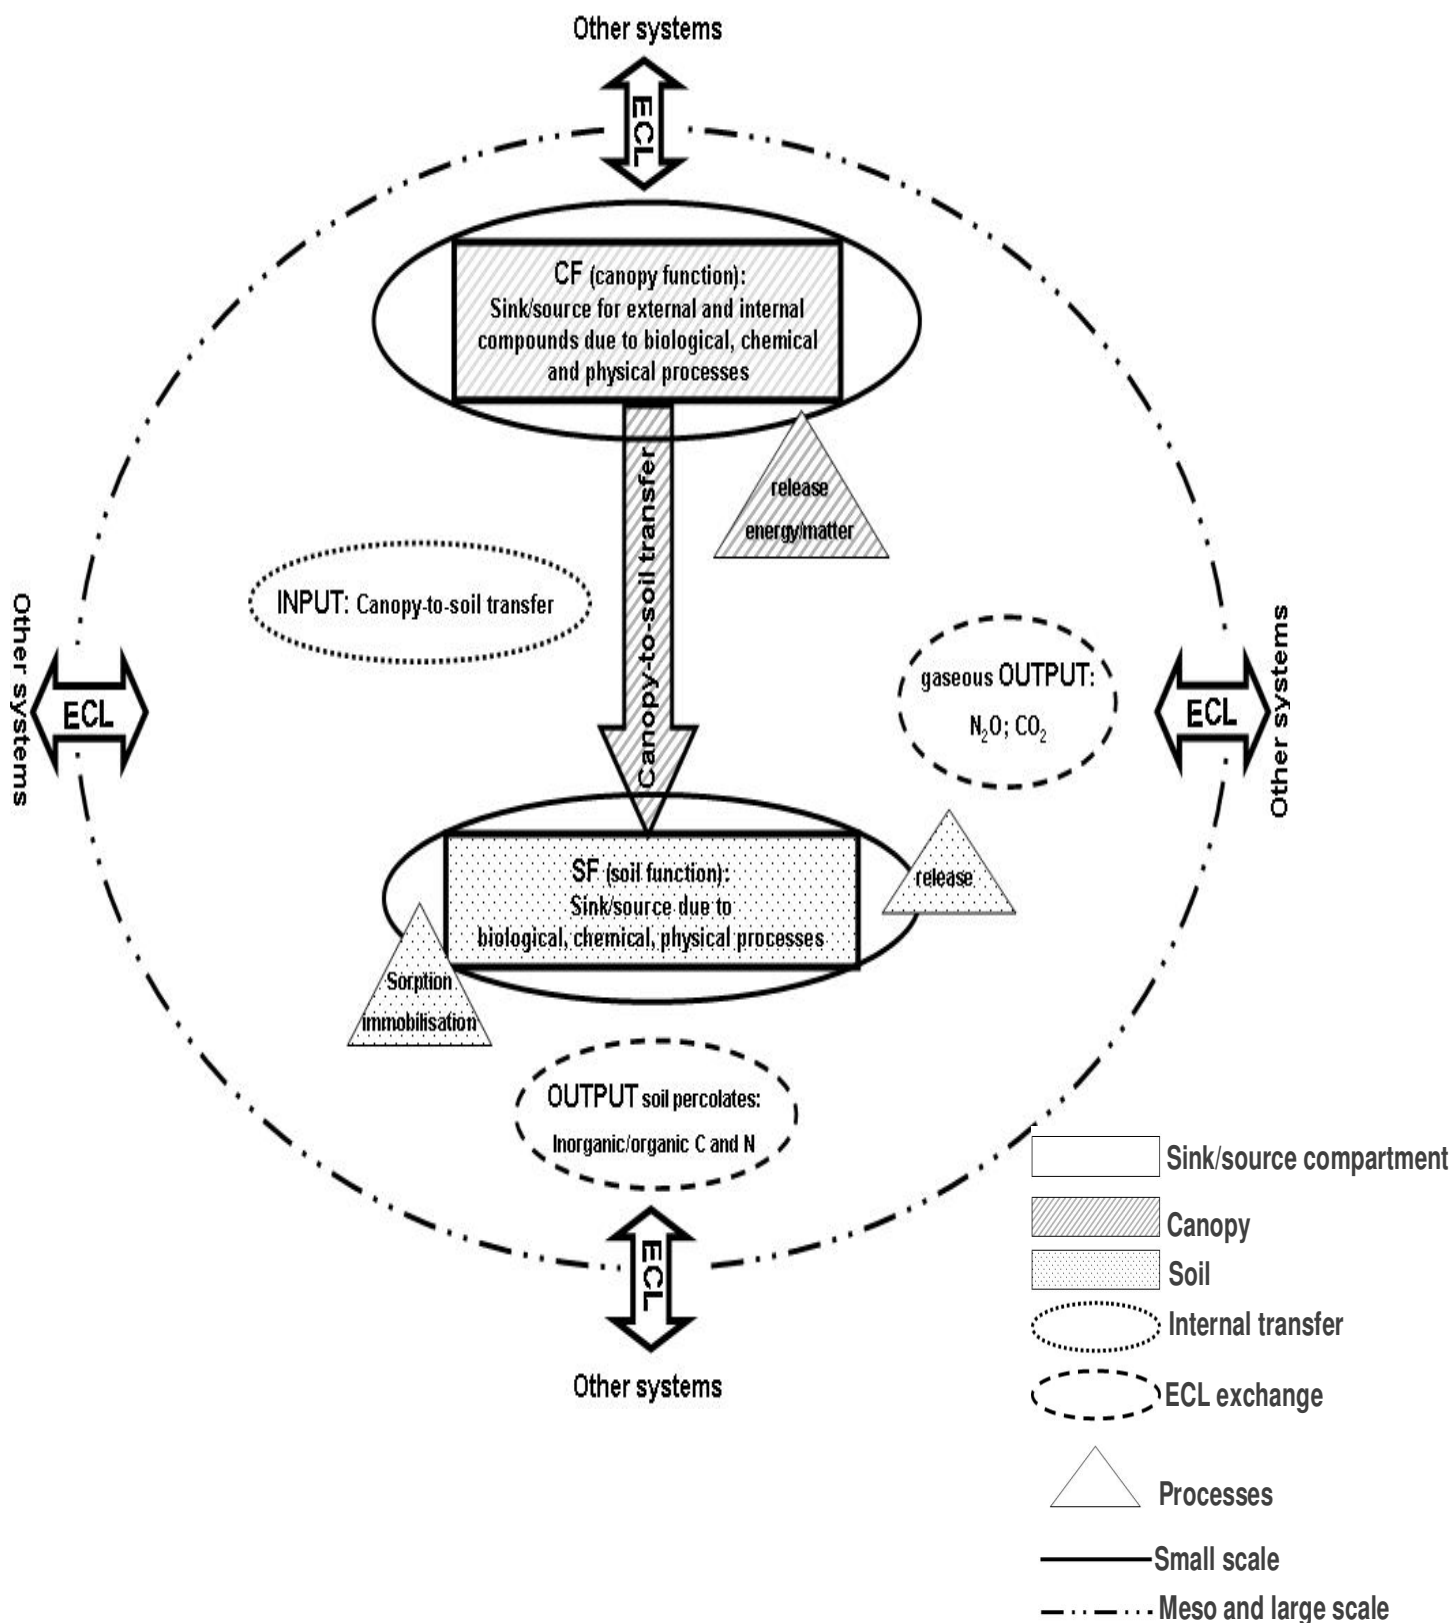 Other systems
ECL
CF (canopy function):
Sink/source for external and internal
compounds due to biological, chemical
and physical processes
release
energy/matter
Canopy-to-soil transfer
INPUT: Canopy-to-soil transfer
Other systems
ECL
gaseous OUTPUT:
N₂O; CO₂
ECL
Other systems
SF (soil function):
Sink/source due to
biological, chemical, physical processes
release
Sorption
immobilisation
OUTPUT soil percolates:
Inorganic/organic C and N
ECL
Other systems
Sink/source compartment
Canopy
Soil
Internal transfer
ECL exchange
Processes
Small scale
Meso and large scale